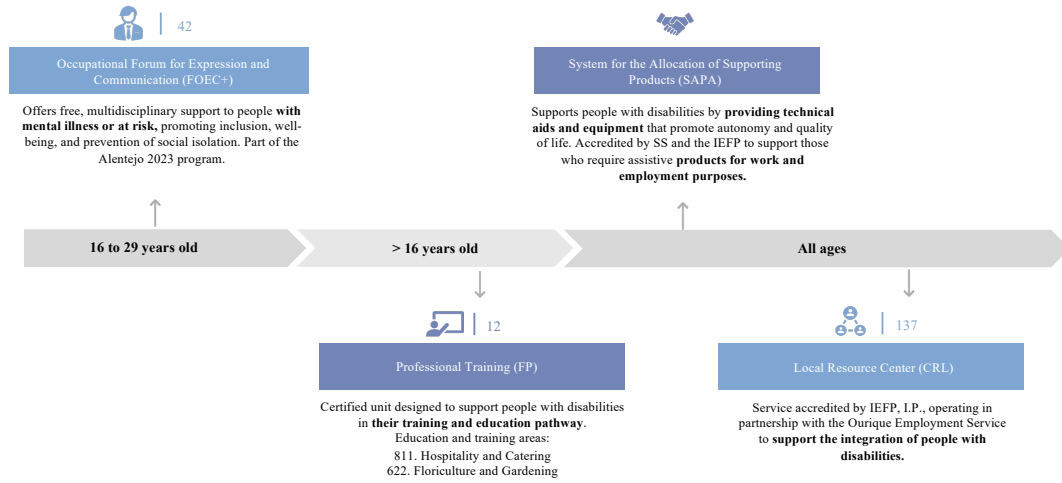 42
Occupational Forum for Expression and
Communication (FOEC+)
Offers free, multidisciplinary support to people with
mental illness or at risk, promoting inclusion, well-
being, and prevention of social isolation. Part of the
Alentejo 2023 program.
System for the Allocation of Supporting
Products (SAPA)
Supports people with disabilities by providing technical
aids and equipment that promote autonomy and quality
of life. Accredited by SS and the IEFP to support those
who require assistive products for work and
employment purposes.
16 to 29 years old
> 16 years old
All ages
12
Professional Training (FP)
Certified unit designed to support people with disabilities
in their training and education pathway.
Education and training areas:
811. Hospitality and Catering
622. Floriculture and Gardening
137
Local Resource Center (CRL)
Service accredited by IEFP, I.P., operating in
partnership with the Ourique Employment Service
to support the integration of people with
disabilities.